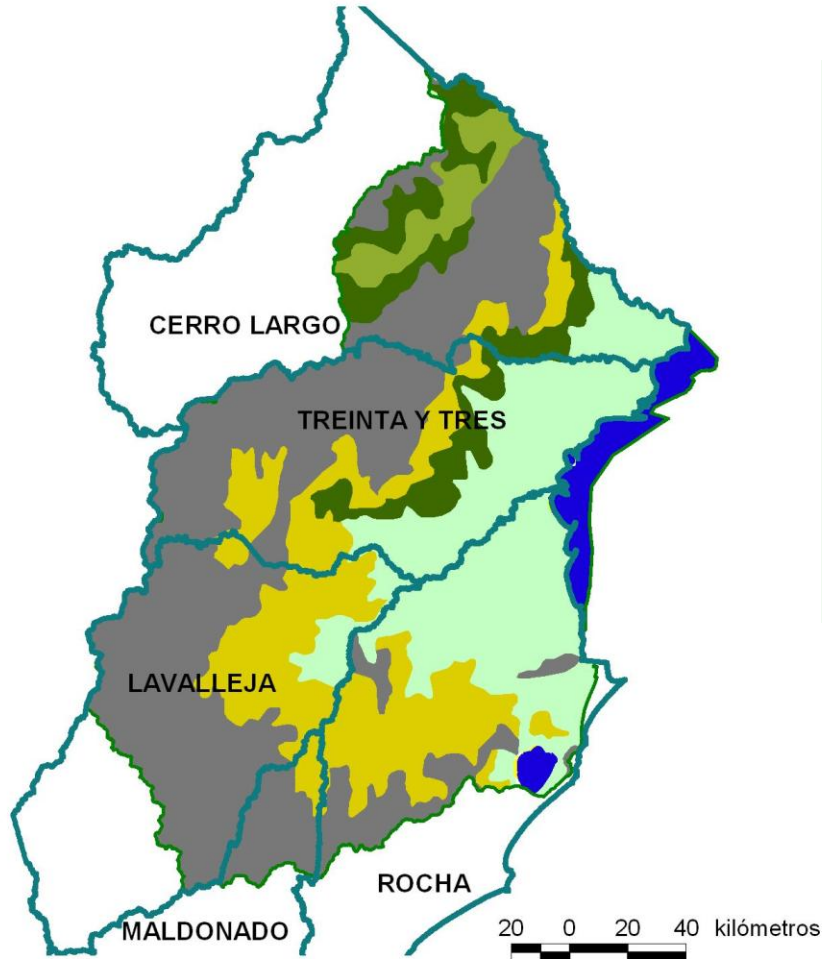 CERRO LARGO
TREINTA Y TRES
LAVALLEJA
ROCHA
MALDONADO
20 0 20 40 kilómetros